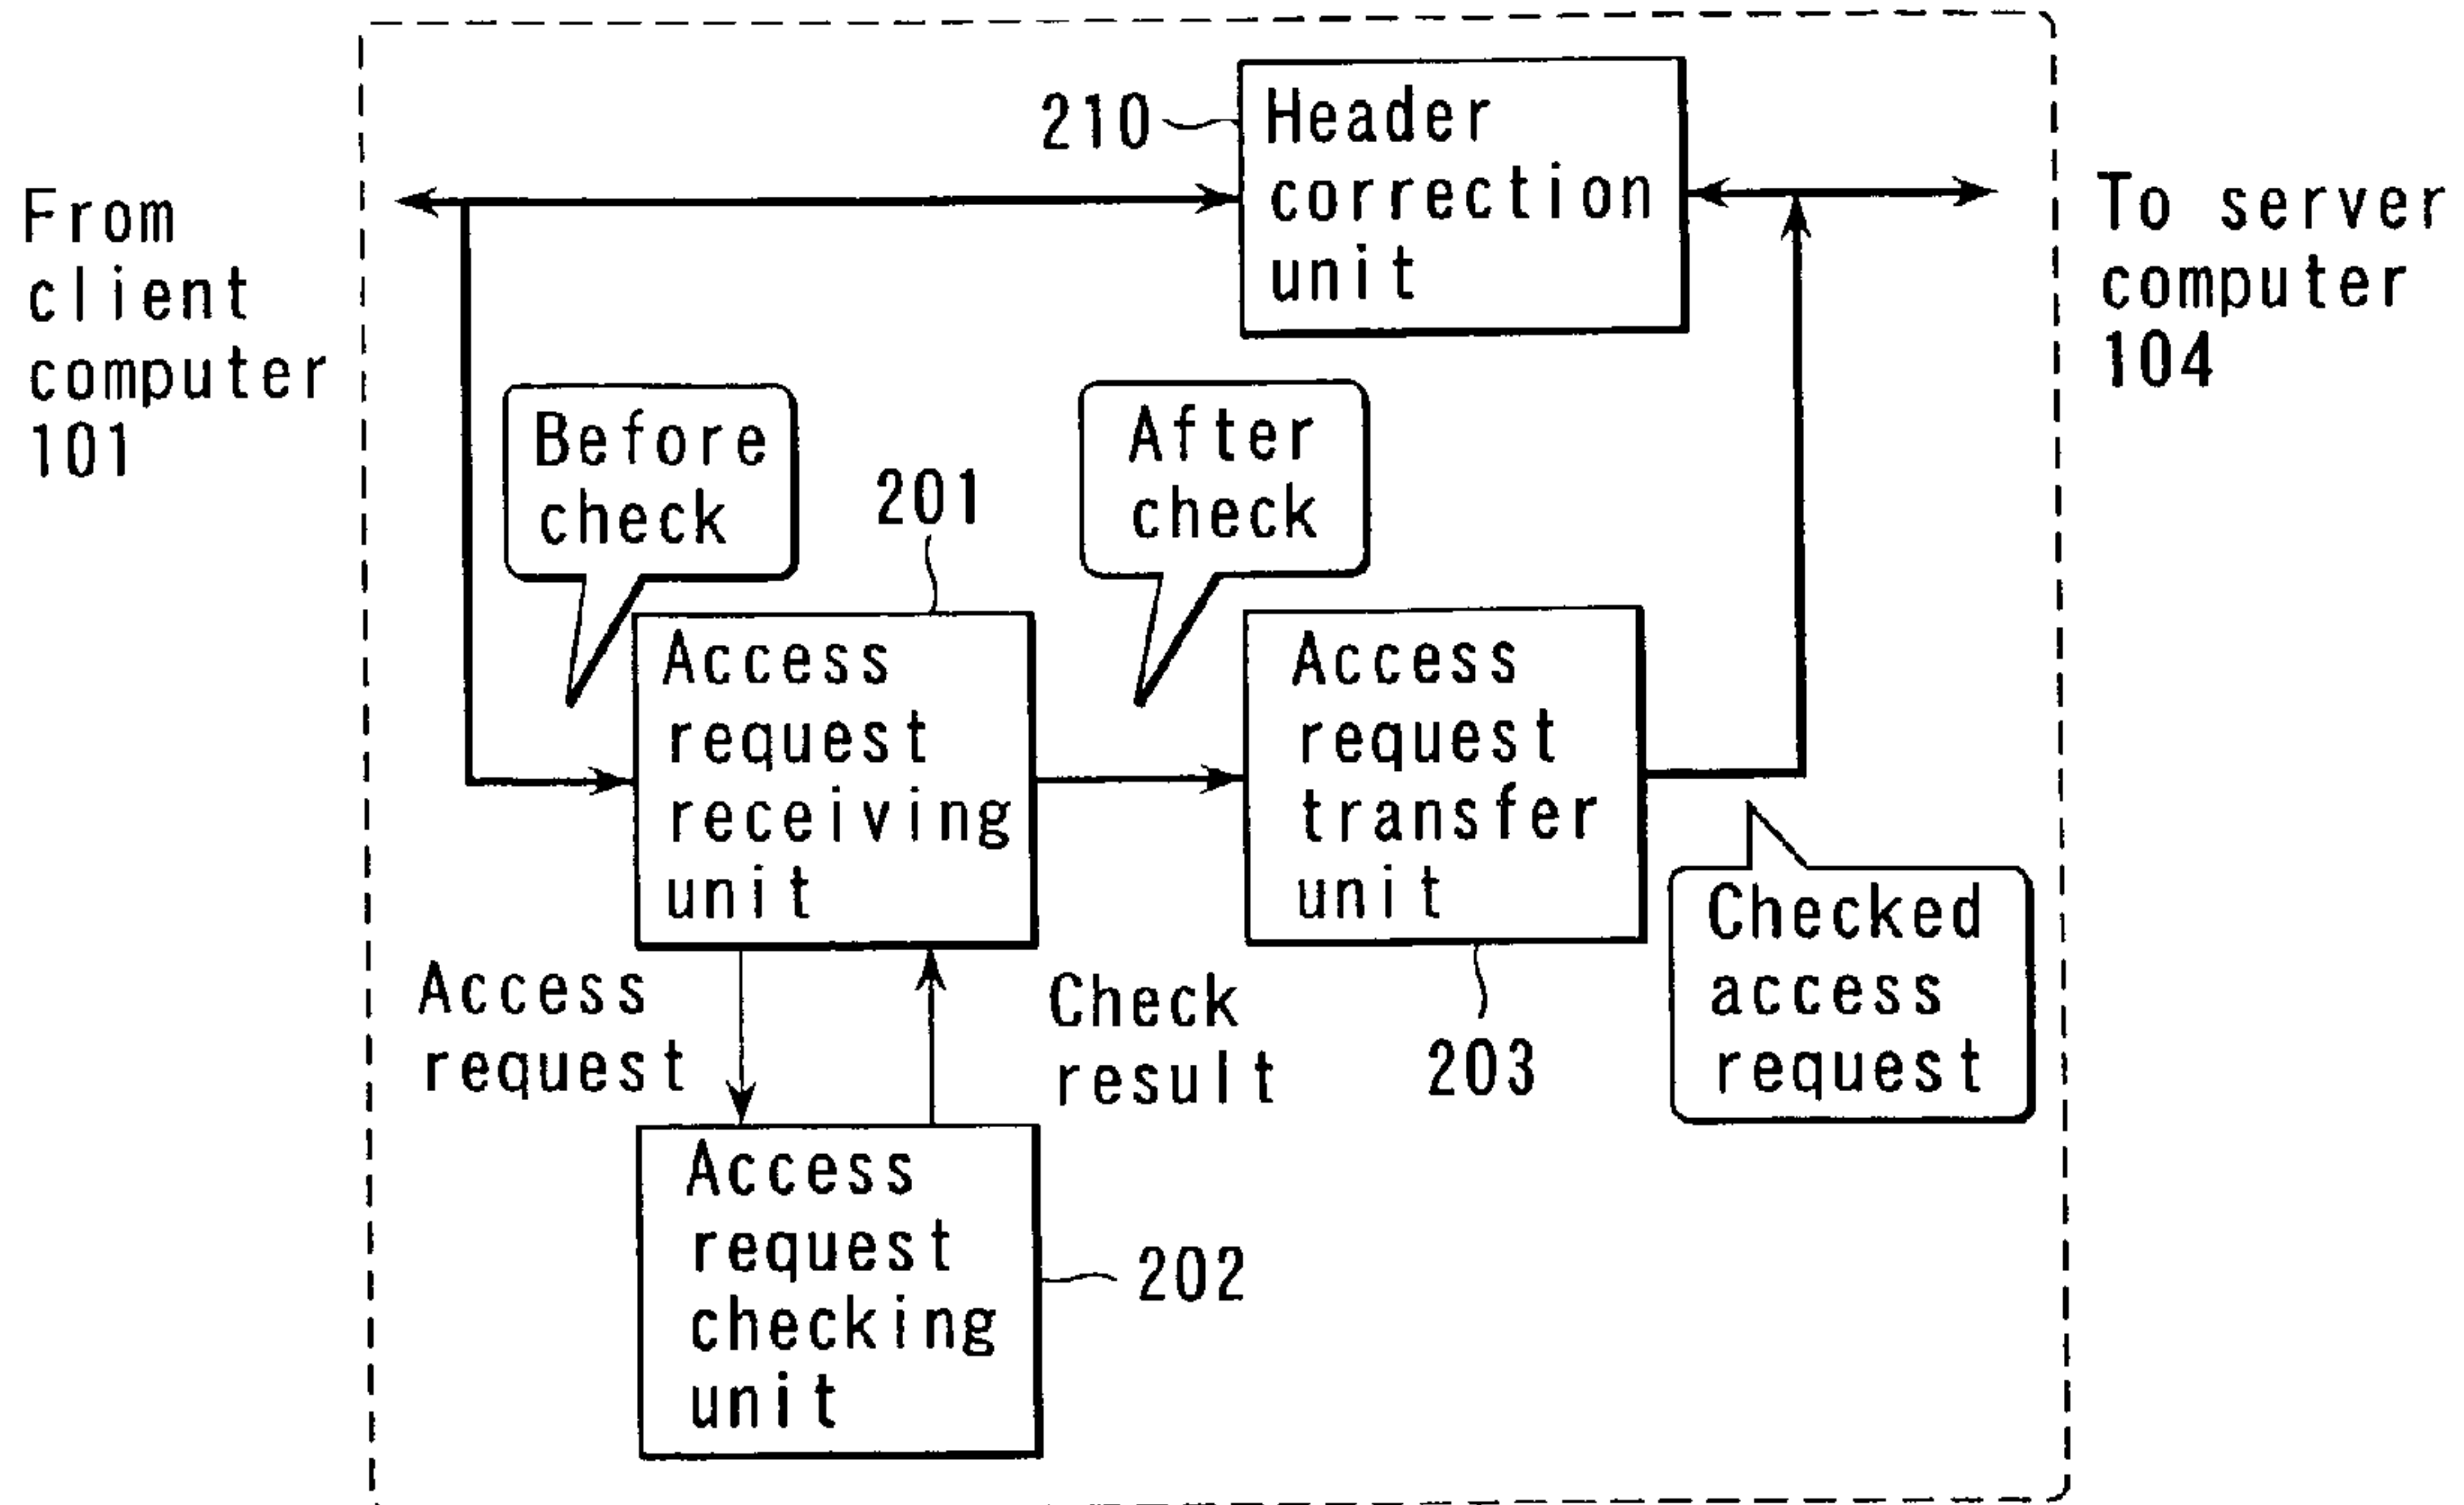 210
Header
correction
unit
From
client
computer
101
To server
computer
104
Before
check
201
After
check
Access
request
receiving
unit
Access
request
transfer
unit
Access
request
Check
result
203
Checked
access
request
Access
request
checking
unit
202